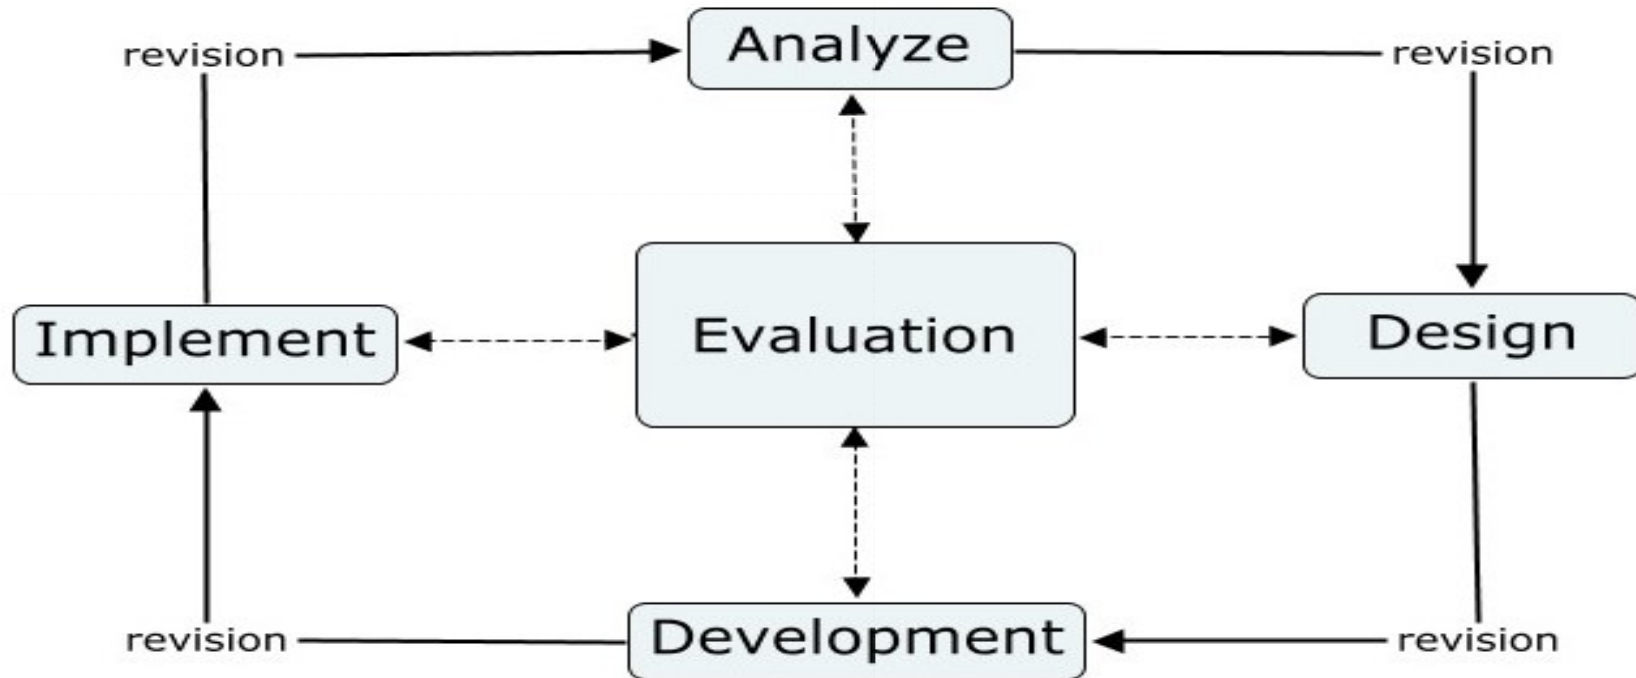 revision
Analyze
revision
Implement
Evaluation
Design
revision
Development
revision